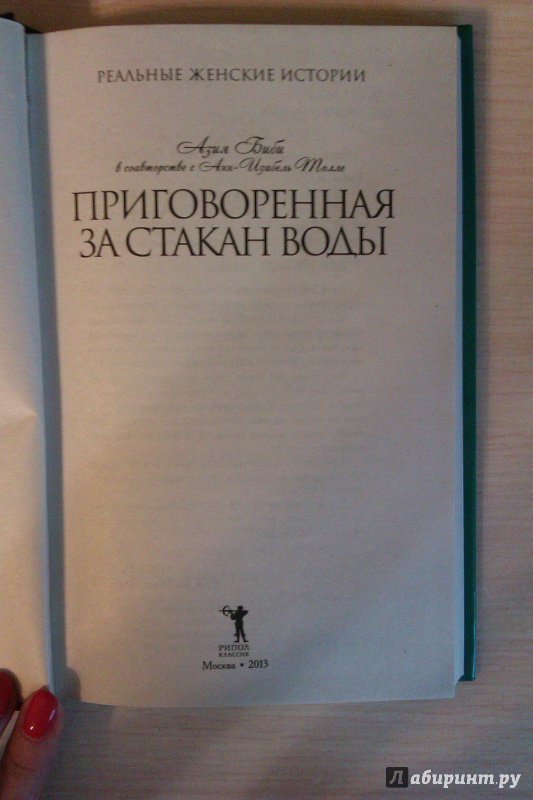 РЕАЛЬНЫЕ ЖЕНСКИЕ ИСТОРИИ
Азия Биби
в соавторстве с Анн-Изабель Толле
ПРИГОВОРЕННАЯ
ЗА СТАКАН ВОДЫ
РИПОЛ
КЛАССИК
Москва • 2013
Лабиринт.ру